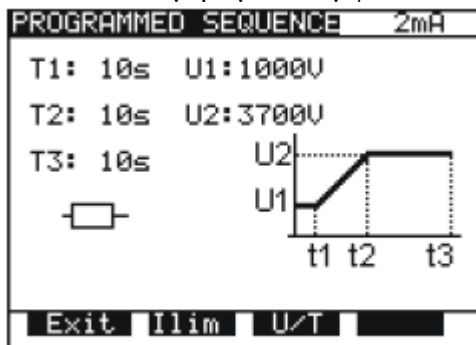 PROGRAMMED SEQUENCE 2mA
T1: 10s U1:1000V
T2: 10s U2:3700V
T3: 10s
U2
U1
t1 t2 t3
Exit Ilim U/T